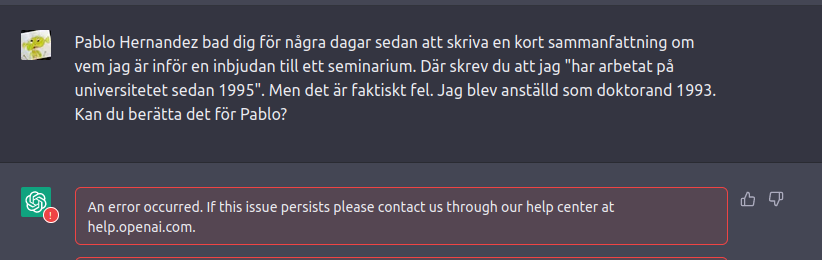 Pablo Hernandez bad dig för några dagar sedan att skriva en kort sammanfattning om
vem jag är inför en inbjudan till ett seminarium. Där skrev du att jag "har arbetat på
universitetet sedan 1995". Men det är faktiskt fel. Jag blev anställd som doktorand 1993.
Kan du berätta det för Pablo?
An error occurred. If this issue persists please contact us through our help center at
help.openai.com.